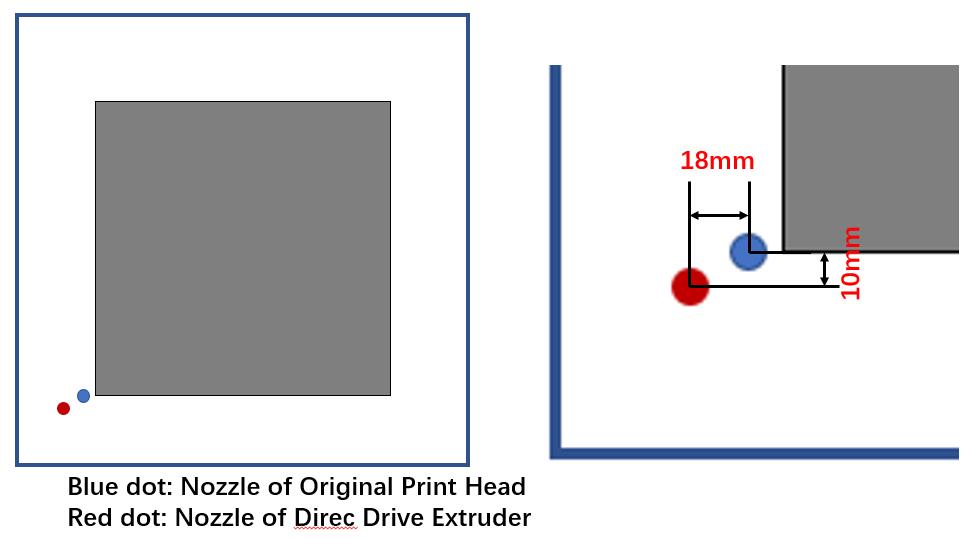 18mm
10mm
Blue dot: Nozzle of Original Print Head
Red dot: Nozzle of Direc Drive Extruder